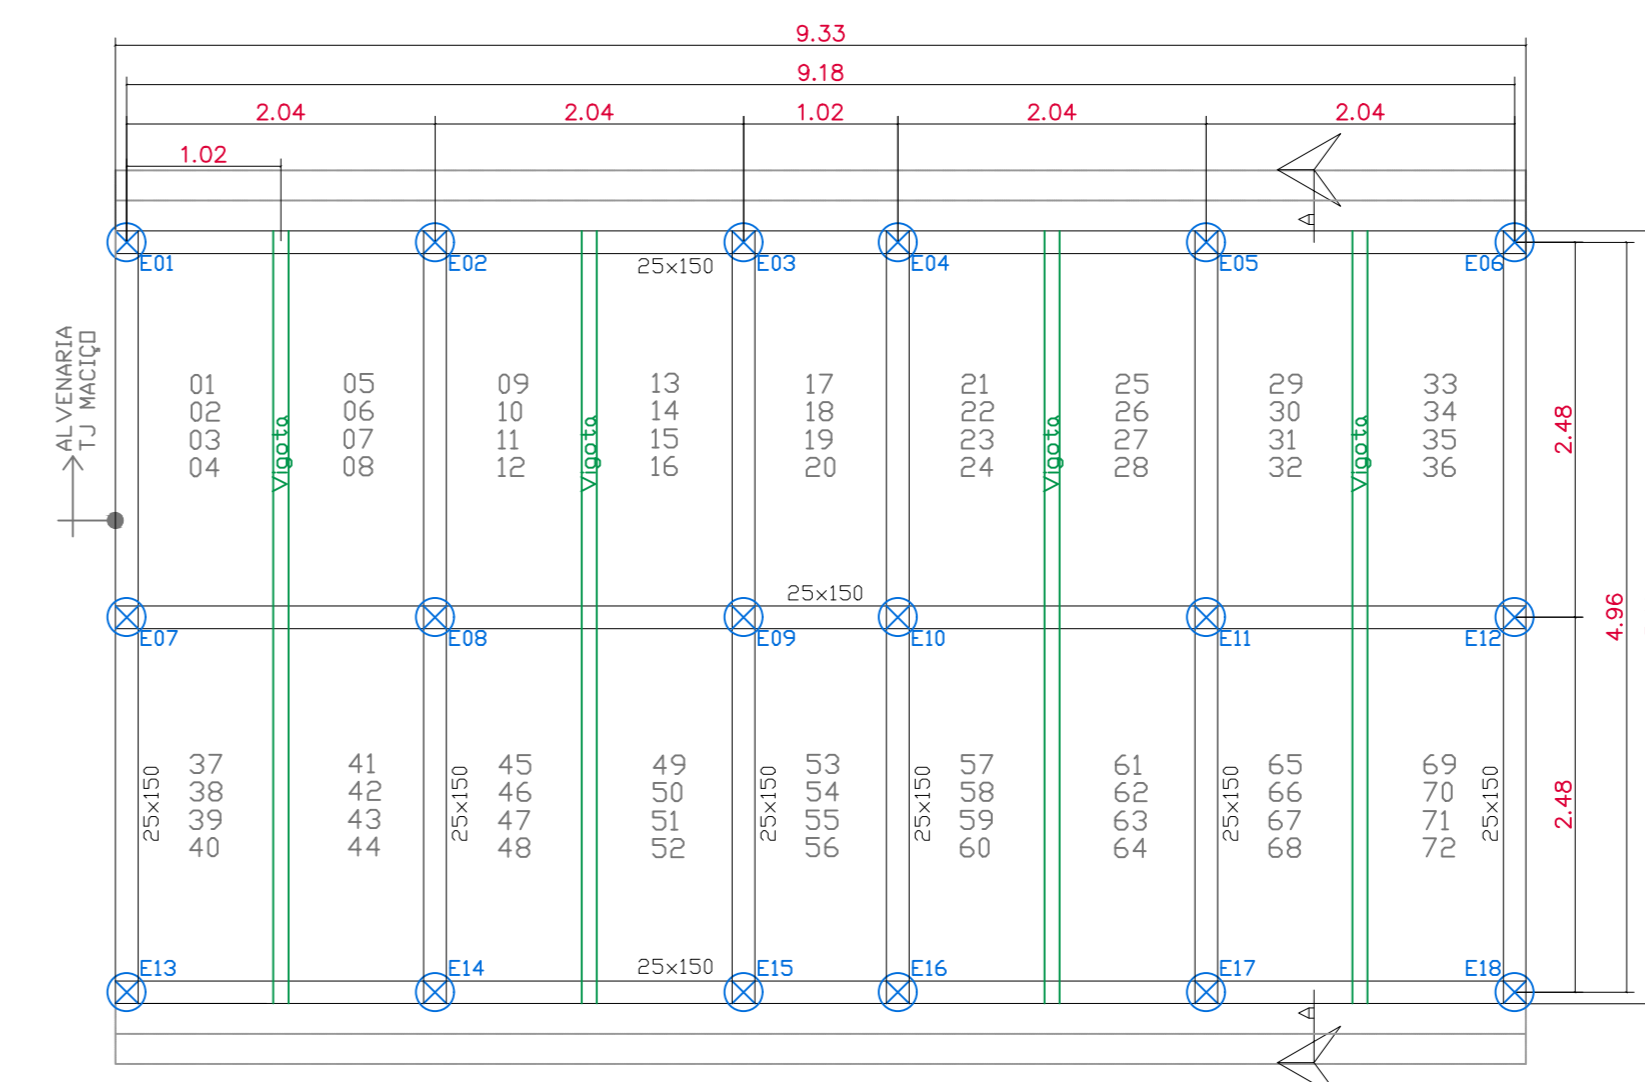 9.33
9.18
2.04 2.04 1.02 2.04 2.04
1.02
A
E01 E02 25x150 E03 E04 E05 E06
ALVENARIA
TJ MACIÇO
01 05 09 13 17 21 25 29 33
02 06 10 14 18 22 26 30 34
03 07 11 15 19 23 27 31 35
04 08 12 16 20 24 28 32 36
Vigota Vigota Vigota Vigota
2.48
25x150
4.96
E07 E08 E09 E10 E11 E12
37 41 45 49 53 57 61 65 69
38 42 46 50 54 58 62 66 70
39 43 47 51 55 59 63 67 71
40 44 48 52 56 60 64 68 72
25x150 25x150 25x150 25x150 25x150 25x150
2.48
E13 E14 25x150 E15 E16 E17 E18
A